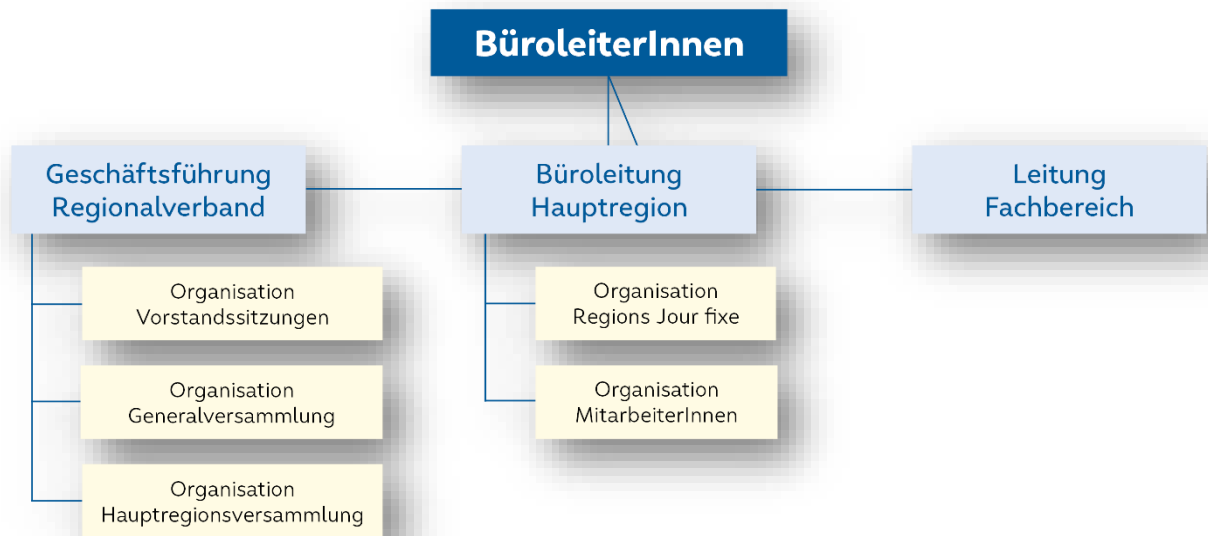 BüroleiterInnen
Geschäftsführung
Regionalverband
Büroleitung
Hauptregion
Leitung
Fachbereich
Organisation
Vorstandssitzungen
Organisation
Generalversammlung
Organisation
Hauptregionsversammlung
Organisation
Regions Jour fixe
Organisation
MitarbeiterInnen